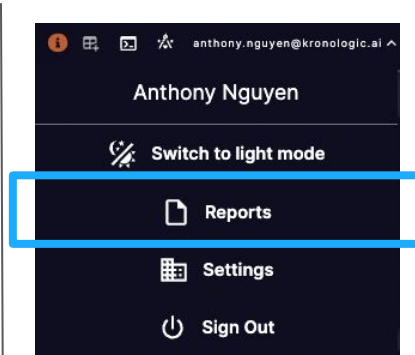 anthony.nguyen@kronologic.ai
Anthony Nguyen
Switch to light mode
Reports
Settings
Sign Out